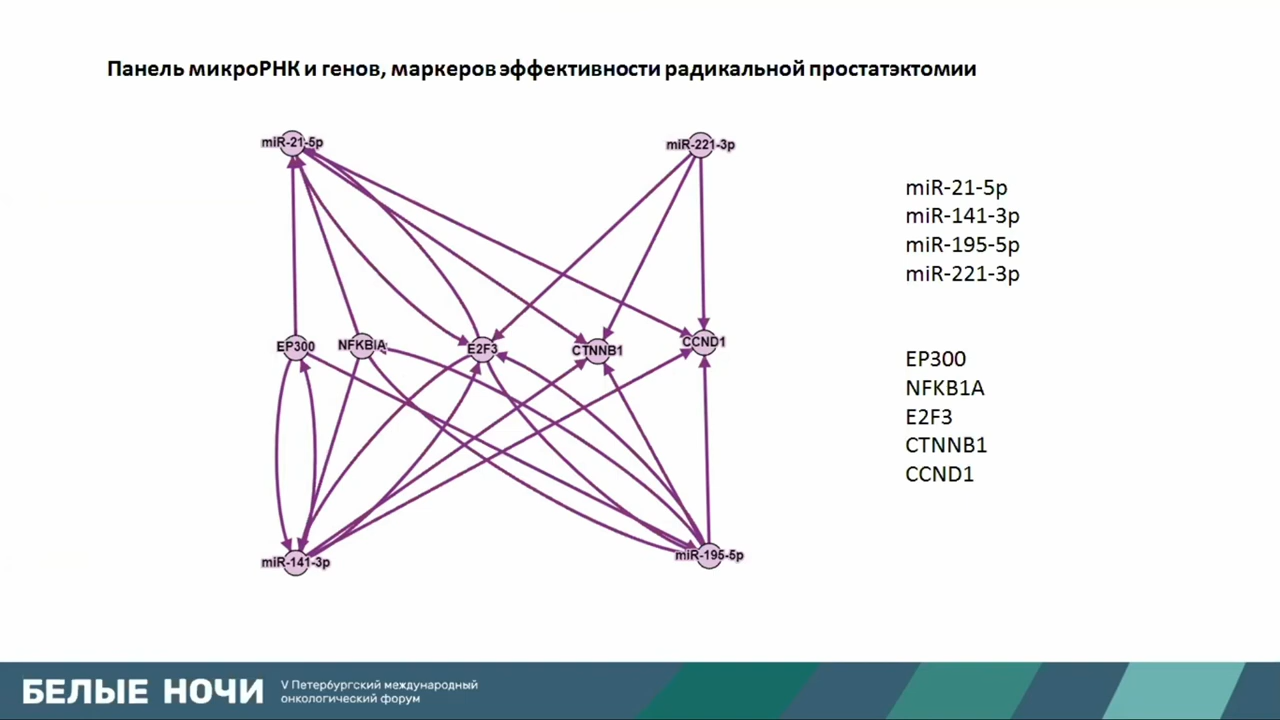 Панель микроРНК и генов, маркеров эффективности радикальной простатэктомии
miR-21-5p
miR-221-3p
miR-21-5p
miR-141-3p
miR-195-5p
miR-221-3p
EP300
NFKBIA
E2F3
CTNNB1
CCND1
EP300
NFKB1A
E2F3
CTNNB1
CCND1
miR-141-3p
miR-195-5p
БЕЛЫЕ НОЧИ
V Петербургский международный
онкологический форум